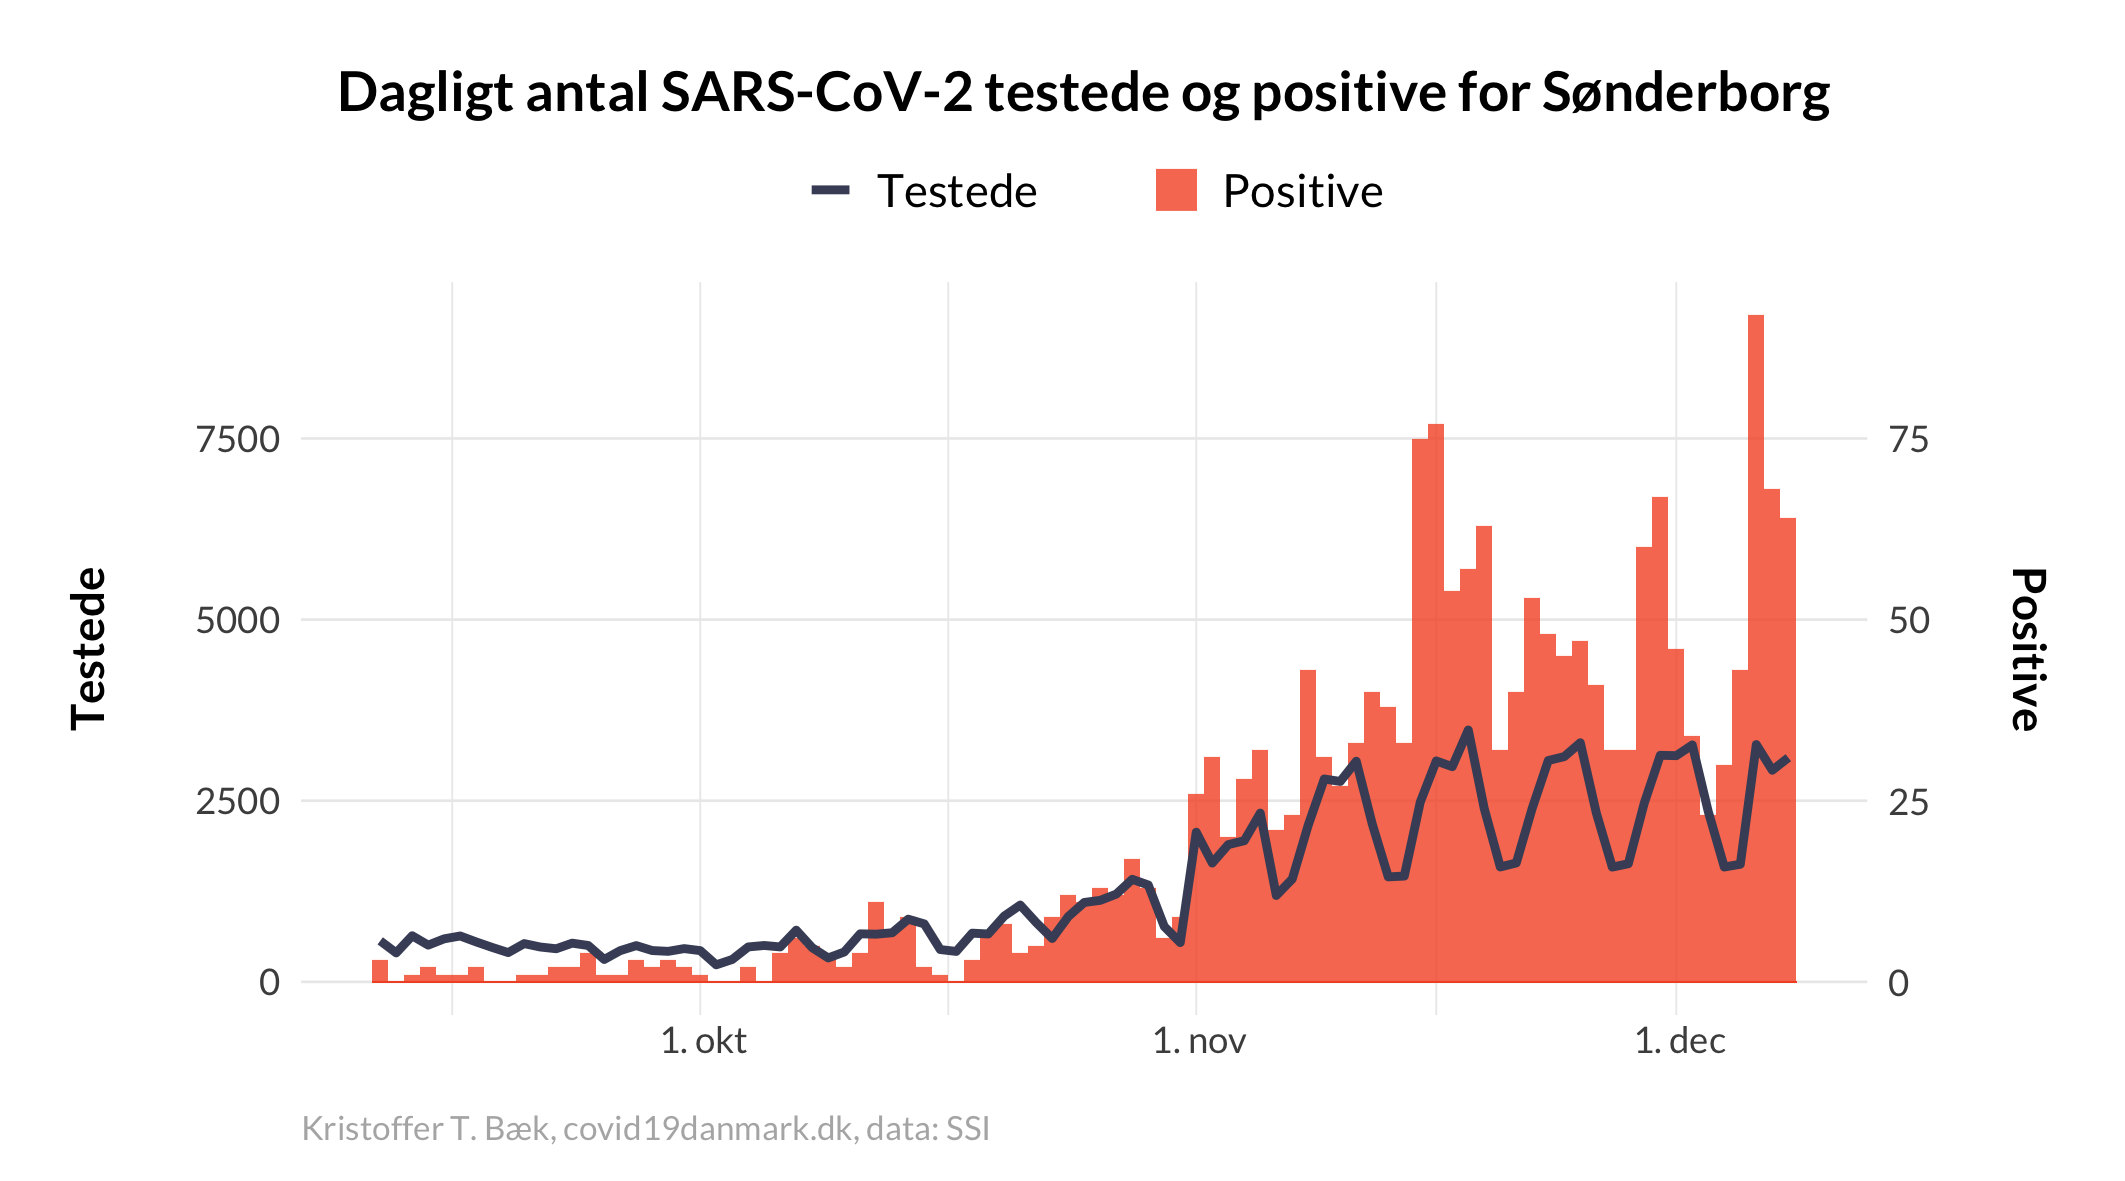 Dagligt antal SARS-CoV-2 testede og positive for Sønderborg
Testede
Positive
7500
5000
2500
0
Testede
75
50
25
0
Positive
1. okt
1. nov
1. dec
Kristoffer T. Bæk, covid19danmark.dk, data: SSI